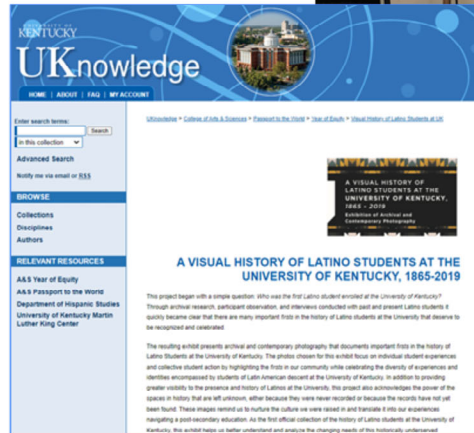 UNIVERSITY OF
KENTUCKY
UKnowledge
HOME | ABOUT | FAQ | MY ACCOUNT
Enter search terms:
Search
in this collection
Advanced Search
Notify me via email or RSS
BROWSE
Collections
Disciplines
Authors
RELEVANT RESOURCES
A&S Year of Equity
A&S Passport to the World
Department of Hispanic Studies
University of Kentucky Martin
Luther King Center
UKnowledge > College of Arts & Sciences > Passport to the World > Year of Equity > Visual History of Latino Students at UK
A VISUAL HISTORY OF
LATINO STUDENTS AT THE
UNIVERSITY OF KENTUCKY,
1865 - 2019
Exhibition of Archival and
Contemporary Photography
A VISUAL HISTORY OF LATINO STUDENTS AT THE
UNIVERSITY OF KENTUCKY, 1865-2019
This project began with a simple question: Who was the first Latino student enrolled at the University of Kentucky?
Through archival research, participant observation, and interviews conducted with past and present Latino students it
quickly became clear that there are many important firsts in the history of Latino students at the University that deserve to
be recognized and celebrated.
The resulting exhibit presents archival and contemporary photography that documents important firsts in the history of
Latino Students at the University of Kentucky. The photos chosen for this exhibit focus on individual student experiences
and collective student action by highlighting the firsts in our community while celebrating the diversity of experiences and
identities encompassed by students of Latin American descent at the University of Kentucky. In addition to providing
greater visibility to the presence and history of Latinos at the University, this project also acknowledges the power of the
spaces in history that are left unknown, either because they were never recorded or because the records have not yet
been found. These images remind us to nurture the culture we were raised in and translate it into our experiences
navigating a post-secondary education. As the first official collection of the history of Latino students at the University of
Kentucky, this exhibit helps us better understand and analyze the changing needs of this historically underserved